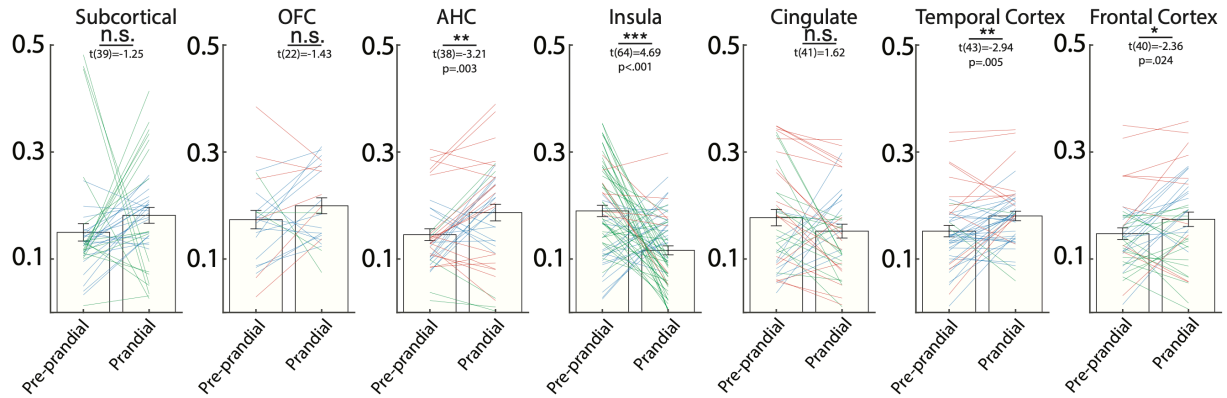 Subcortical
n.s.
t(39)=-1.25
0.5
0.3
0.1
Pre-prandial
Prandial
OFC
n.s.
t(22)=-1.43
0.5
0.3
0.1
Pre-prandial
Prandial
AHC
**
t(38)=-3.21
p=.003
0.5
0.3
0.1
Pre-prandial
Prandial
Insula
***
t(64)=4.69
p<.001
0.5
0.3
0.1
Pre-prandial
Prandial
Cingulate
n.s.
t(41)=1.62
0.5
0.3
0.1
Pre-prandial
Prandial
Temporal Cortex
**
t(43)=-2.94
p=.005
0.5
0.3
0.1
Pre-prandial
Prandial
Frontal Cortex
*
t(40)=-2.36
p=.024
0.5
0.3
0.1
Pre-prandial
Prandial